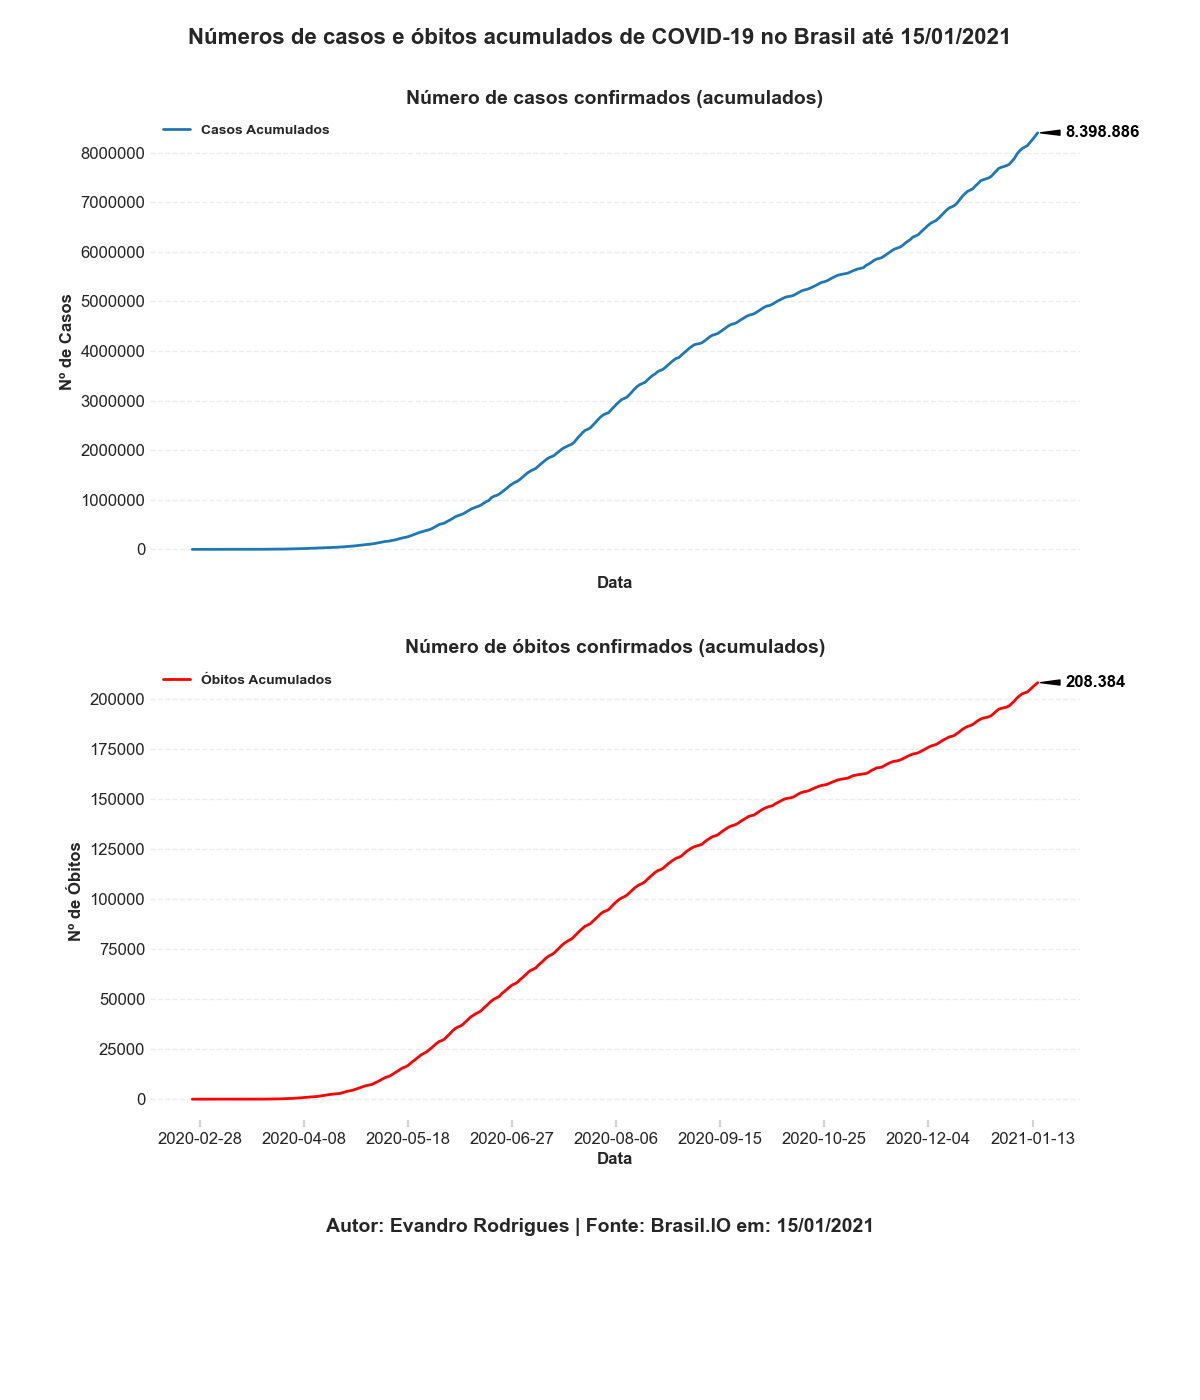 Números de casos e óbitos acumulados de COVID-19 no Brasil até 15/01/2021
Número de casos confirmados (acumulados)
Casos Acumulados
8.398.886
8000000
7000000
6000000
5000000
4000000
3000000
2000000
1000000
0
Nº de Casos
Data
Número de óbitos confirmados (acumulados)
Óbitos Acumulados
208.384
200000
175000
150000
125000
100000
75000
50000
25000
0
Nº de Óbitos
2020-02-28 2020-04-08 2020-05-18 2020-06-27 2020-08-06 2020-09-15 2020-10-25 2020-12-04 2021-01-13
Data
Autor: Evandro Rodrigues | Fonte: Brasil.IO em: 15/01/2021